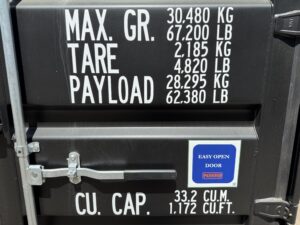 MAX. GR. 30.480 KG
67.200 LB
TARE 2.185 KG
4.820 LB
PAYLOAD 28.295 KG
62.380 LB
EASY OPEN
DOOR
CU. CAP. 33.2 CU.M.
1.172 CU.FT.